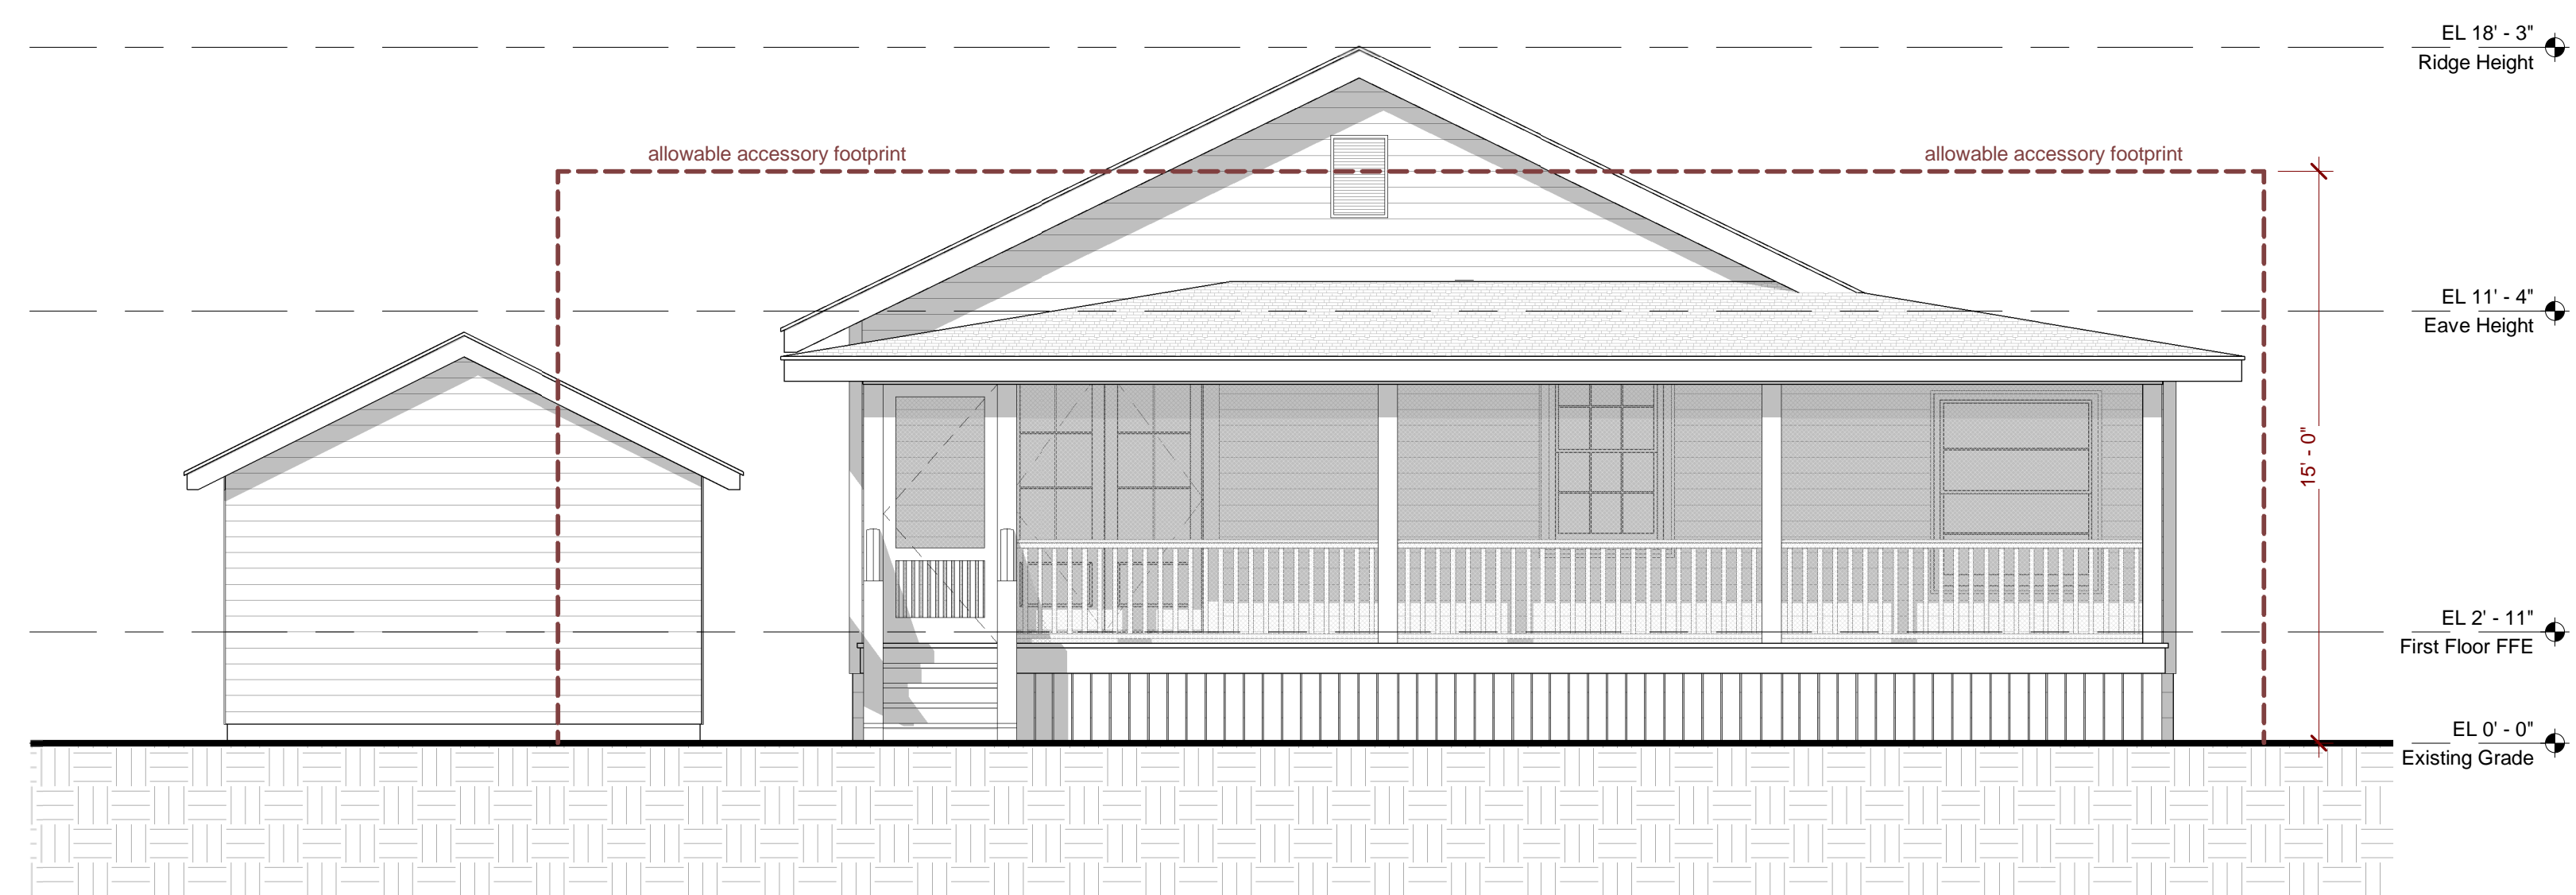 EL 18' - 3"
Ridge Height
allowable accessory footprint
allowable accessory footprint
EL 11' - 4"
Eave Height
15' - 0"
EL 2' - 11"
First Floor FFE
EL 0' - 0"
Existing Grade